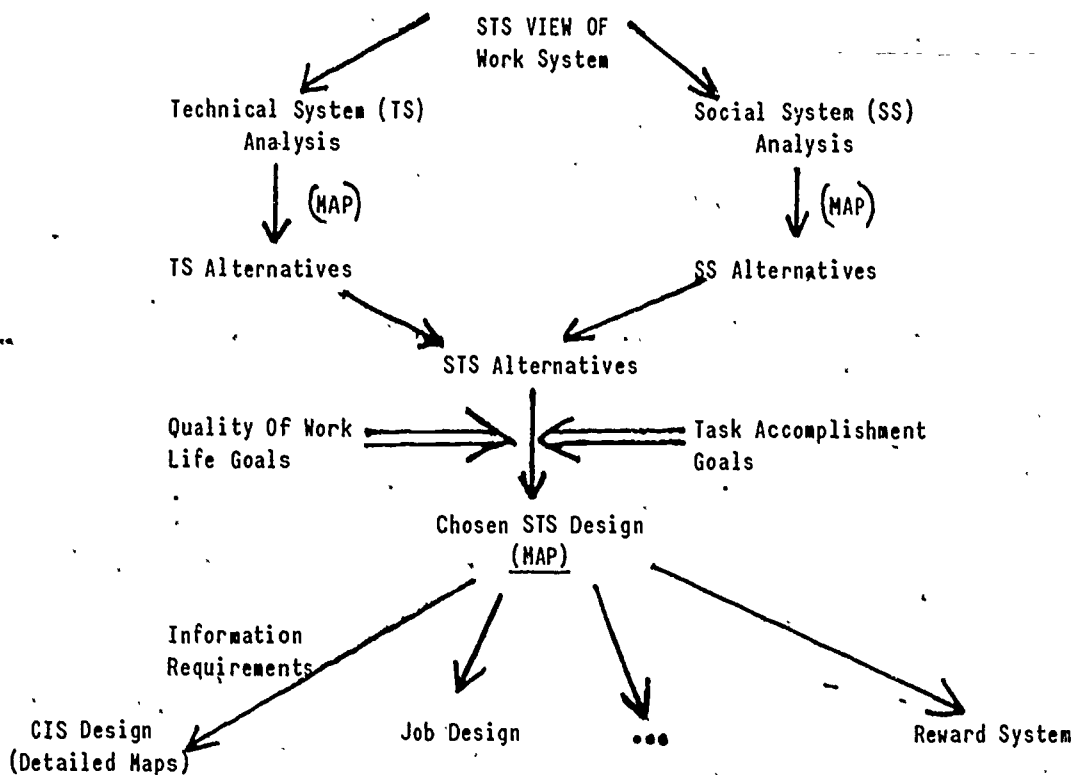 STS VIEW OF
Work System
Technical System (TS)
Analysis
Social System (SS)
Analysis
(MAP)
(MAP)
TS Alternatives
SS Alternatives
STS Alternatives
Quality Of Work
Life Goals
Task Accomplishment
Goals
Chosen STS Design
(MAP)
Information
Requirements
CIS Design
(Detailed Maps)
Job Design
•••
Reward System